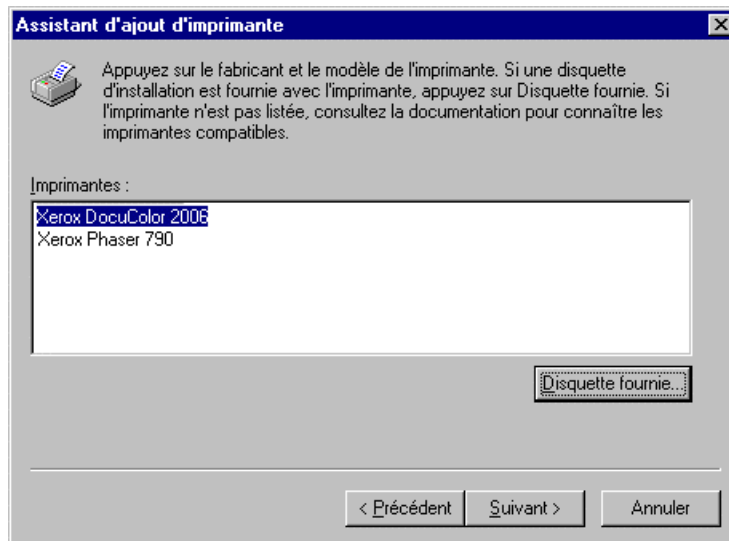 Assistant d'ajout d'imprimante
Appuyez sur le fabricant et le modèle de l'imprimante. Si une disquette
d'installation est fournie avec l'imprimante, appuyez sur Disquette fournie. Si
l'imprimante n'est pas listée, consultez la documentation pour connaître les
imprimantes compatibles.
Imprimantes :
Xerox DocuColor 2006
Xerox Phaser 790
Disquette fournie...
< Précédent
Suivant >
Annuler